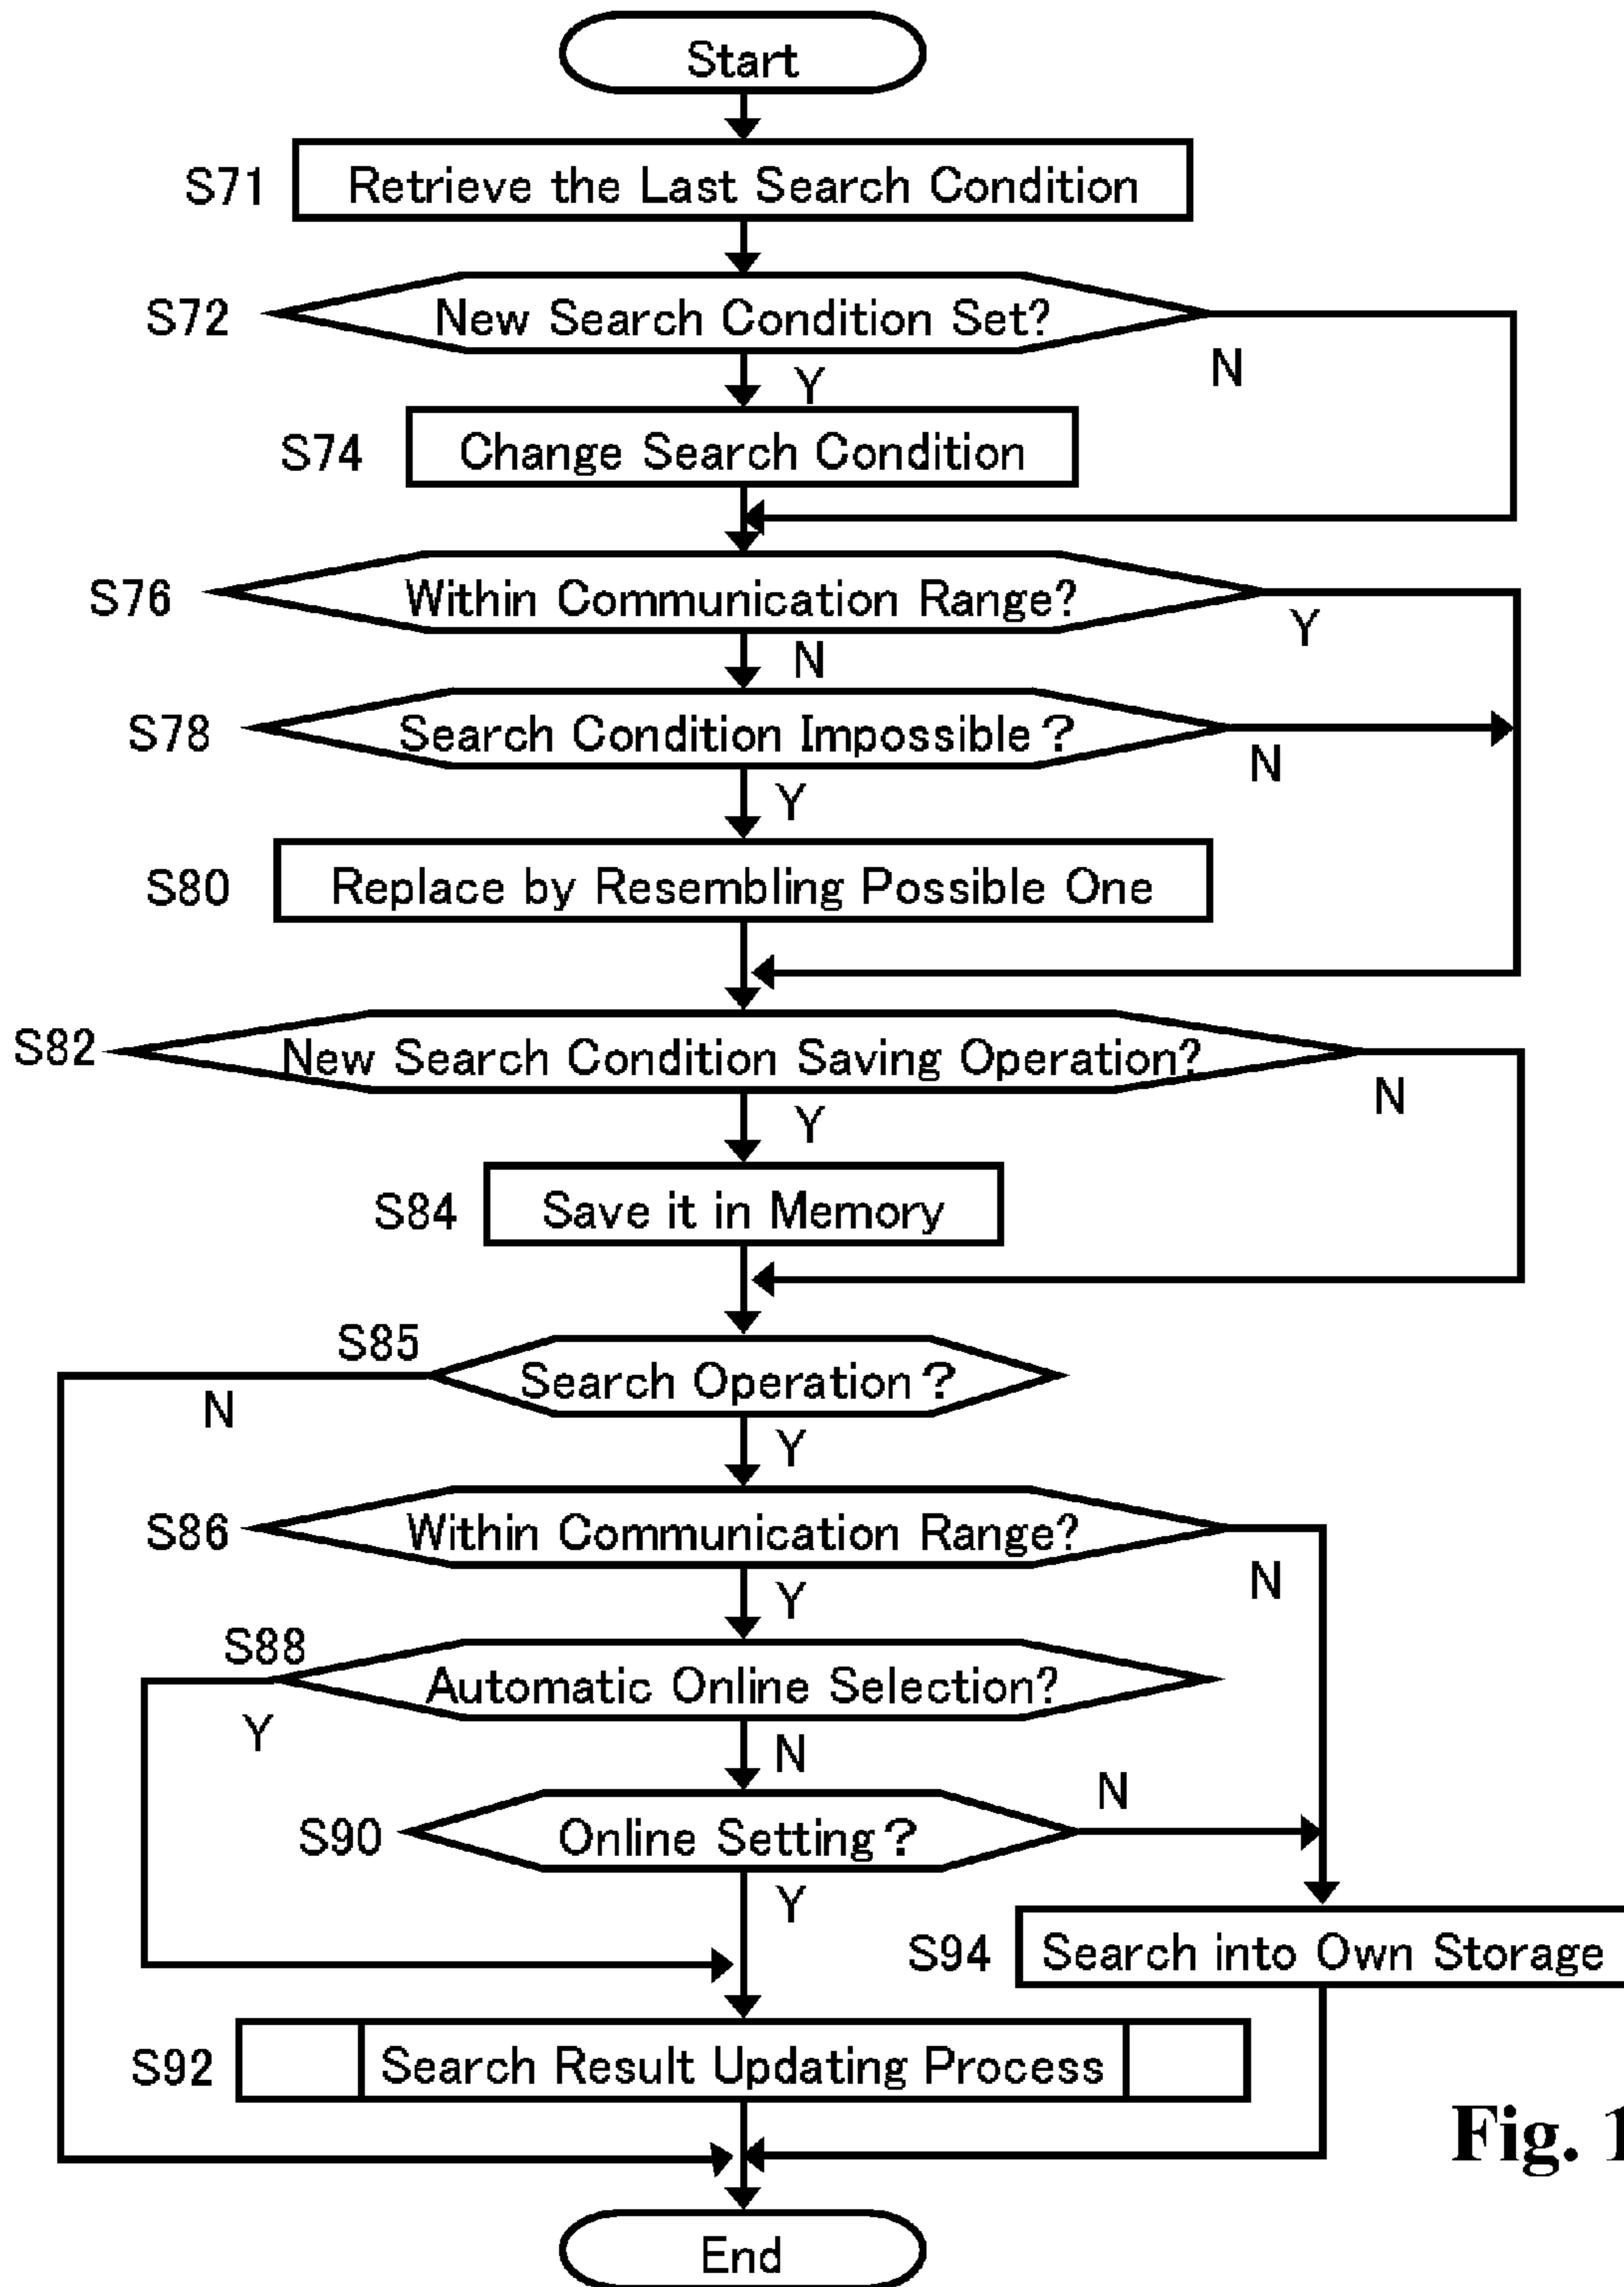 Start
S71
Retrieve the Last Search Condition
S72
New Search Condition Set?
N
Y
S74
Change Search Condition
S76
Within Communication Range?
Y
N
S78
Search Condition Impossible?
N
Y
S80
Replace by Resembling Possible One
S82
New Search Condition Saving Operation?
N
Y
S84
Save it in Memory
S85
Search Operation?
N
Y
S86
Within Communication Range?
N
Y
S88
Automatic Online Selection?
Y
N
S90
Online Setting?
N
Y
S94
Search into Own Storage
S92
Search Result Updating Process
Fig.
End